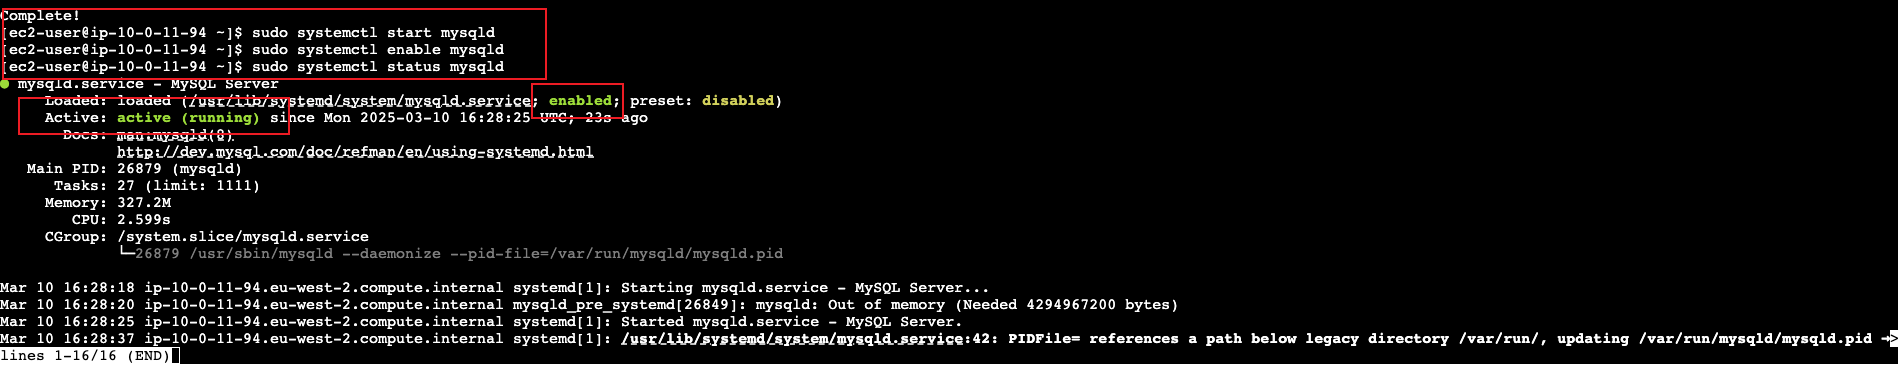 Complete!
[ec2-user@ip-10-0-11-94 ~]$ sudo systemctl start mysqld
[ec2-user@ip-10-0-11-94 ~]$ sudo systemctl enable mysqld
[ec2-user@ip-10-0-11-94 ~]$ sudo systemctl status mysqld
● mysqld.service - MySQL Server
Loaded: loaded (/usr/lib/systemd/system/mysqld.service; enabled; preset: disabled)
Active: active (running) since Mon 2025-03-10 16:28:25 UTC; 23s ago
Docs: man:mysqld(8)
http://dev.mysql.com/doc/refman/en/using-systemd.html
Main PID: 26879 (mysqld)
Tasks: 27 (limit: 1111)
Memory: 327.2M
CPU: 2.599s
CGroup: /system.slice/mysqld.service
└─26879 /usr/sbin/mysqld --daemonize --pid-file=/var/run/mysqld/mysqld.pid
Mar 10 16:28:18 ip-10-0-11-94.eu-west-2.compute.internal systemd[1]: Starting mysqld.service - MySQL Server...
Mar 10 16:28:20 ip-10-0-11-94.eu-west-2.compute.internal mysqld_pre_systemd[26849]: mysqld: Out of memory (Needed 4294967200 bytes)
Mar 10 16:28:25 ip-10-0-11-94.eu-west-2.compute.internal systemd[1]: Started mysqld.service - MySQL Server.
Mar 10 16:28:37 ip-10-0-11-94.eu-west-2.compute.internal systemd[1]: /usr/lib/systemd/system/mysqld.service:42: PIDFile= references a path below legacy directory /var/run/, updating /var/run/mysqld/mysqld.pid →>
lines 1-16/16 (END)